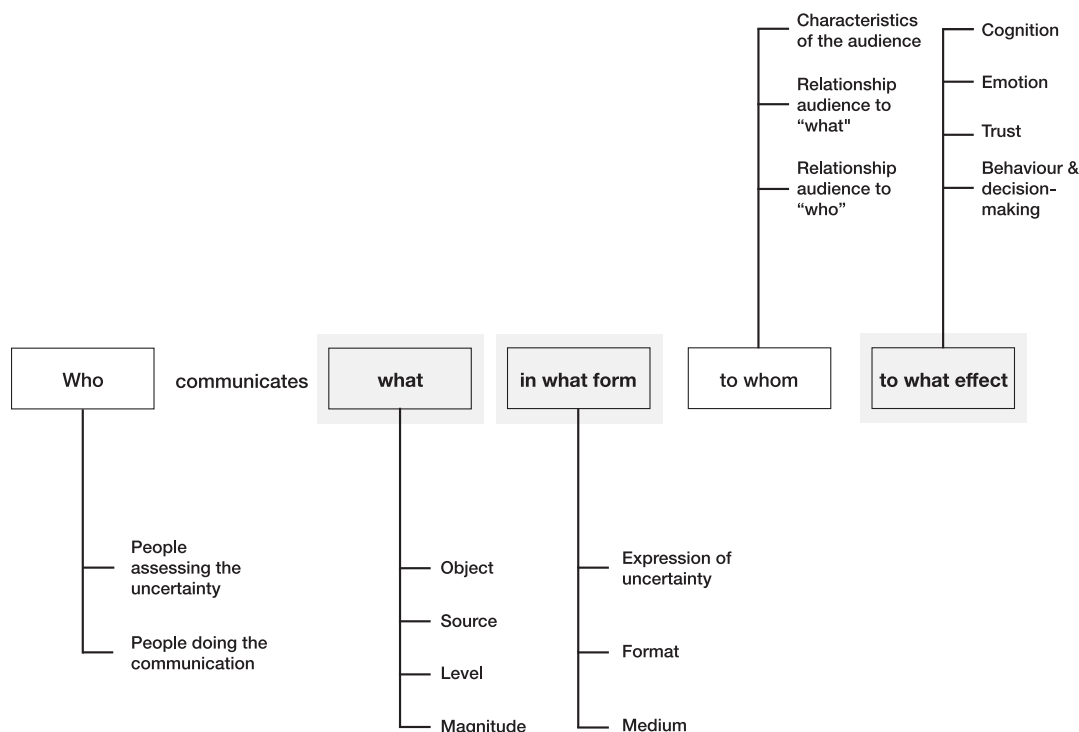 Characteristics
of the audience
Relationship
audience to
“what"
Relationship
audience to
“who”
Cognition
Emotion
Trust
Behaviour &
decision-
making
Who
communicates
what
in what form
to whom
to what effect
People
assessing the
uncertainty
People doing the
communication
Object
Source
Level
Magnitude
Expression of
uncertainty
Format
Medium